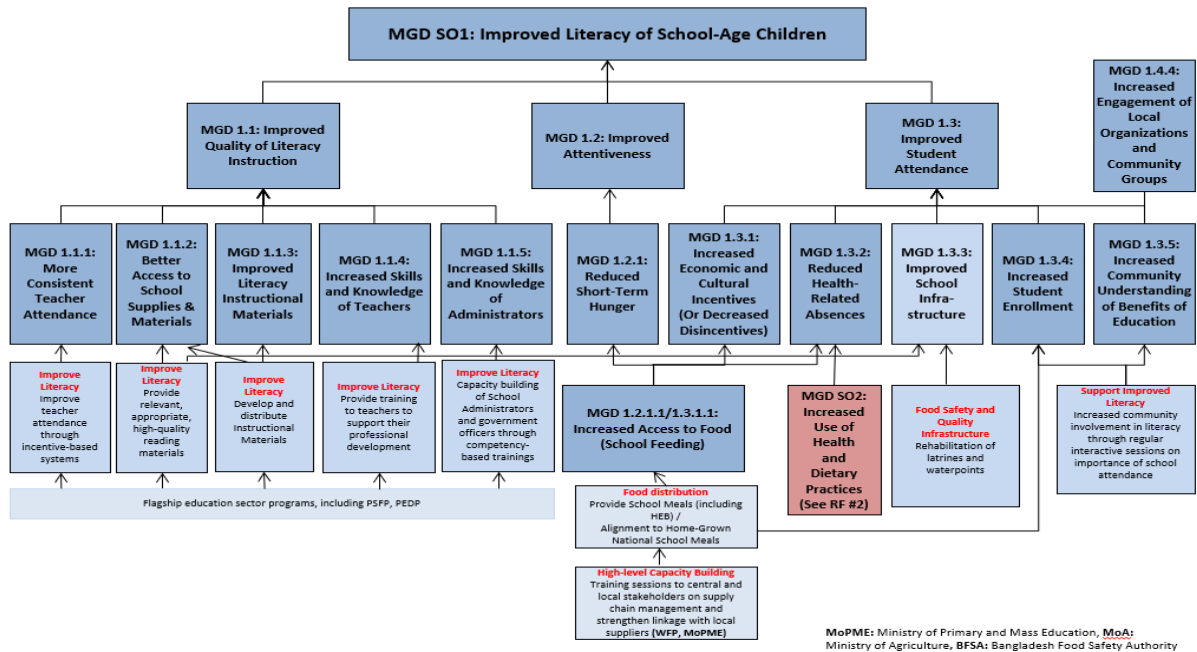 MGD SO1: Improved Literacy of School-Age Children
MGD 1.4.4:
Increased
Engagement of
Local
Organizations
and
Community
Groups
MGD 1.1: Improved
Quality of Literacy
Instruction
MGD 1.2: Improved
Attentiveness
MGD 1.3:
Improved
Student
Attendance
MGD 1.1.1:
More
Consistent
Teacher
Attendance
MGD 1.1.2:
Better
Access to
School
Supplies &
Materials
MGD 1.1.3:
Improved
Literacy
Instructional
Materials
MGD 1.1.4:
Increased Skills
and Knowledge
of Teachers
MGD 1.1.5:
Increased Skills
and Knowledge of
Administrators
MGD 1.2.1:
Reduced
Short-Term
Hunger
MGD 1.3.1:
Increased
Economic and
Cultural
Incentives
(Or Decreased
Disincentives)
MGD 1.3.2:
Reduced
Health-
Related
Absences
MGD 1.3.3:
Improved
School
Infra-
structure
MGD 1.3.4:
Increased
Student
Enrollment
MGD 1.3.5:
Increased
Community
Understanding
of Benefits of
Education
Improve
Literacy
Improve
teacher
attendance
through
incentive-based
systems
Improve
Literacy
Provide
relevant,
appropriate,
high-quality
reading
materials
Improve
Literacy
Develop and
distribute
Instructional
Materials
Improve Literacy
Provide training
to teachers to
support their
professional
development
Improve Literacy
Capacity building
of School
Administrators
and government
officers through
competency-
based trainings
MGD 1.2.1.1/1.3.1.1:
Increased Access to Food
(School Feeding)
MGD SO2:
Increased
Use of
Health
and
Dietary
Practices
(See RF #2)
Food Safety and
Quality
Infrastructure
Rehabilitation of
latrines and
waterpoints
Support Improved
Literacy
Increased community
involvement in literacy
through regular
interactive sessions on
importance of school
attendance
Flagship education sector programs, including PSFP, PEDP
Food distribution
Provide School Meals (including
HEB) /
Alignment to Home-Grown
National School Meals
High-level Capacity Building
Training sessions to central and
local stakeholders on supply
chain management and
strengthen linkage with local
suppliers (WFP, MoPME)
MoPME: Ministry of Primary and Mass Education, MoA:
Ministry of Agriculture, BFSA: Bangladesh Food Safety Authority